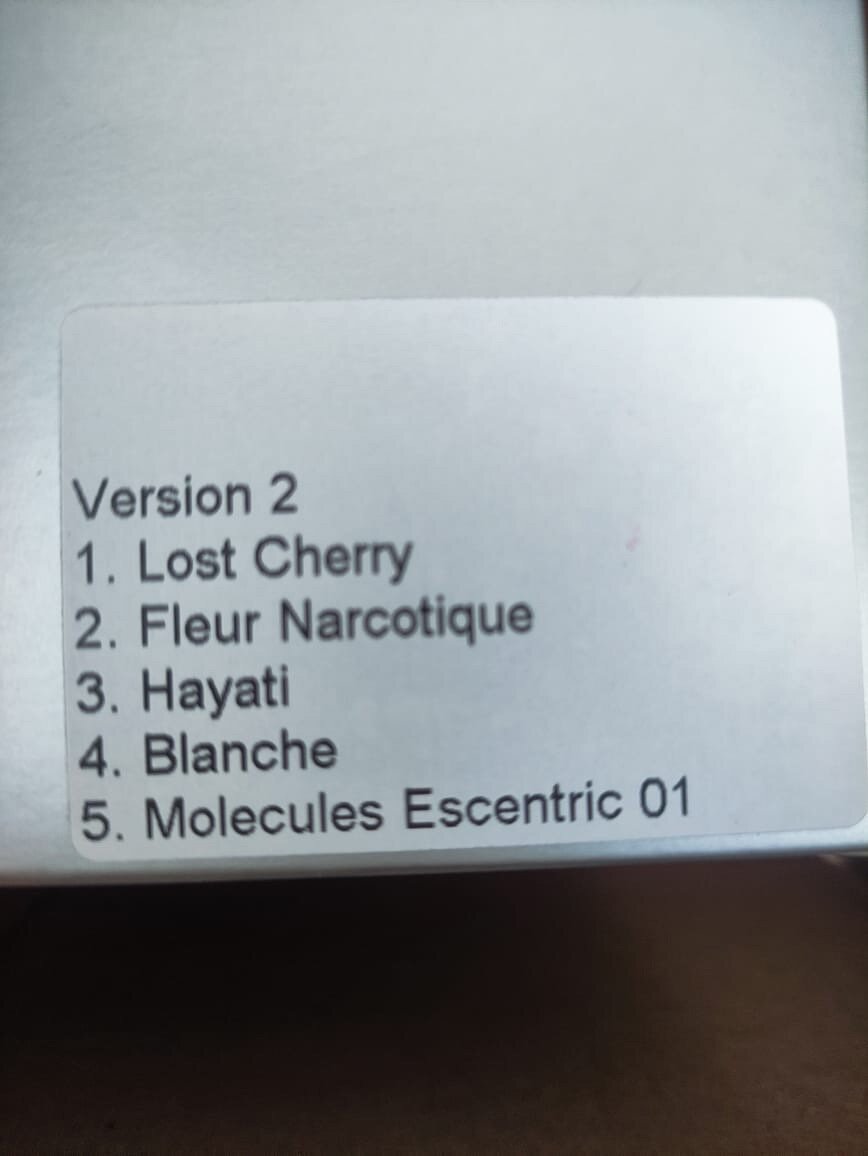 Version 2
1. Lost Cherry
2. Fleur Narcotique
3. Hayati
4. Blanche
5. Molecules Escentric 01